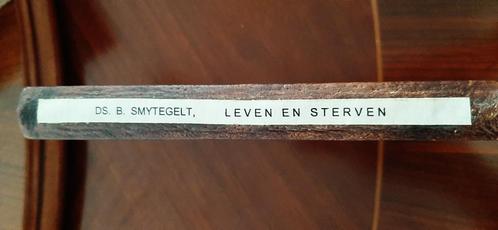 DS. B. SMYTEGELT, LEVEN EN STERVEN